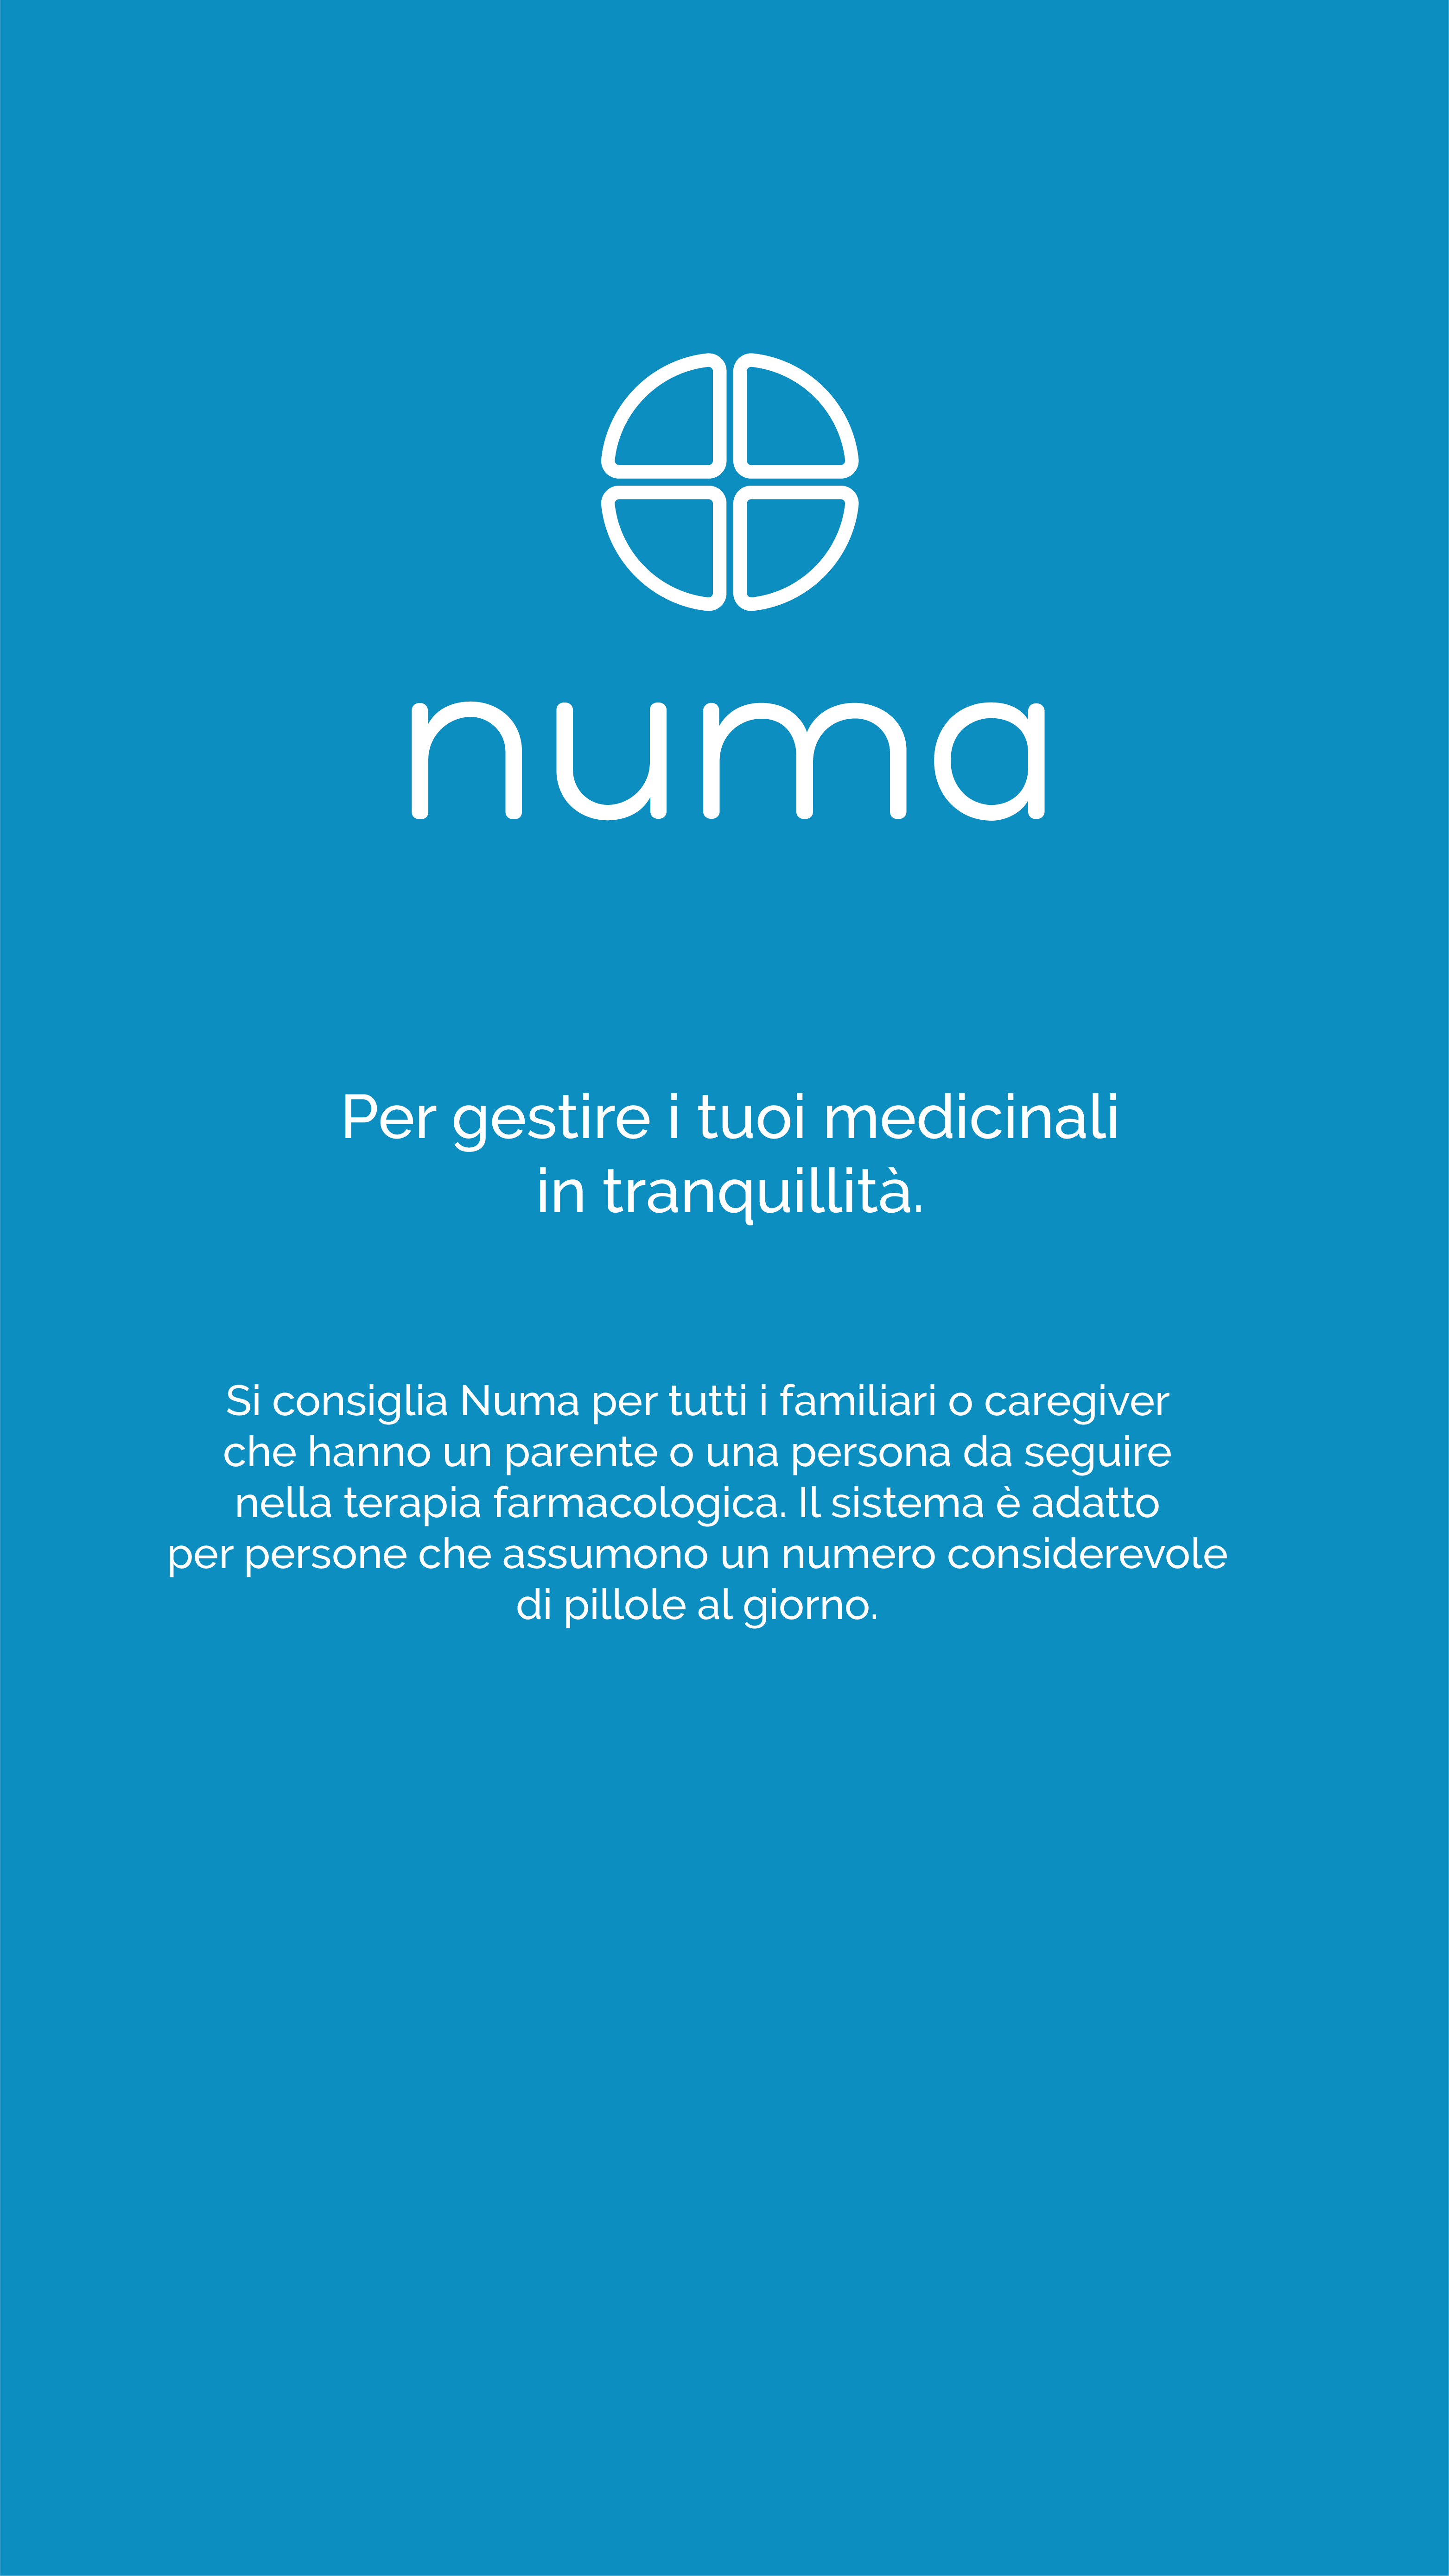 numa
Per gestire i tuoi medicinali
in tranquillità.
Si consiglia Numa per tutti i familiari o caregiver
che hanno un parente o una persona da seguire
nella terapia farmacologica. Il sistema è adatto
per persone che assumono un numero considerevole
di pillole al giorno.